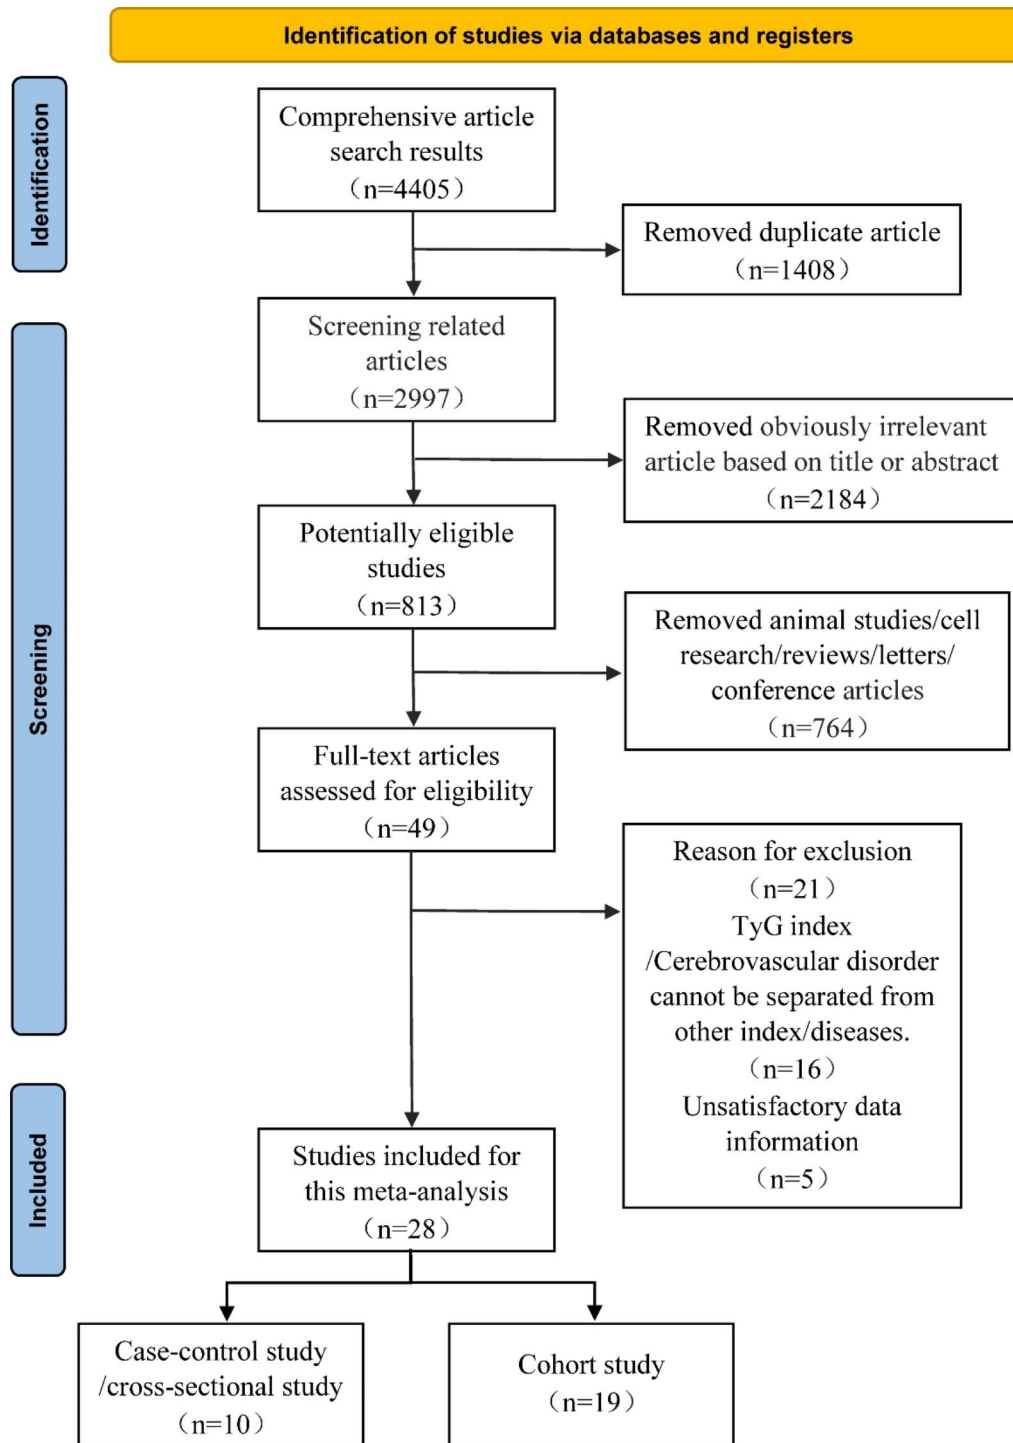 Identification of studies via databases and registers
Identification
Comprehensive article
search results
（n=4405）
Removed duplicate article
（n=1408）
Screening
Screening related
articles
（n=2997）
Removed obviously irrelevant
article based on title or abstract
（n=2184）
Potentially eligible
studies
（n=813）
Removed animal studies/cell
research/reviews/letters/
conference articles
（n=764）
Full-text articles
assessed for eligibility
（n=49）
Reason for exclusion
（n=21）
TyG index
/Cerebrovascular disorder
cannot be separated from
other index/diseases.
（n=16）
Unsatisfactory data
information
（n=5）
Included
Studies included for
this meta-analysis
（n=28）
Case-control study
/cross-sectional study
（n=10）
Cohort study
（n=19）